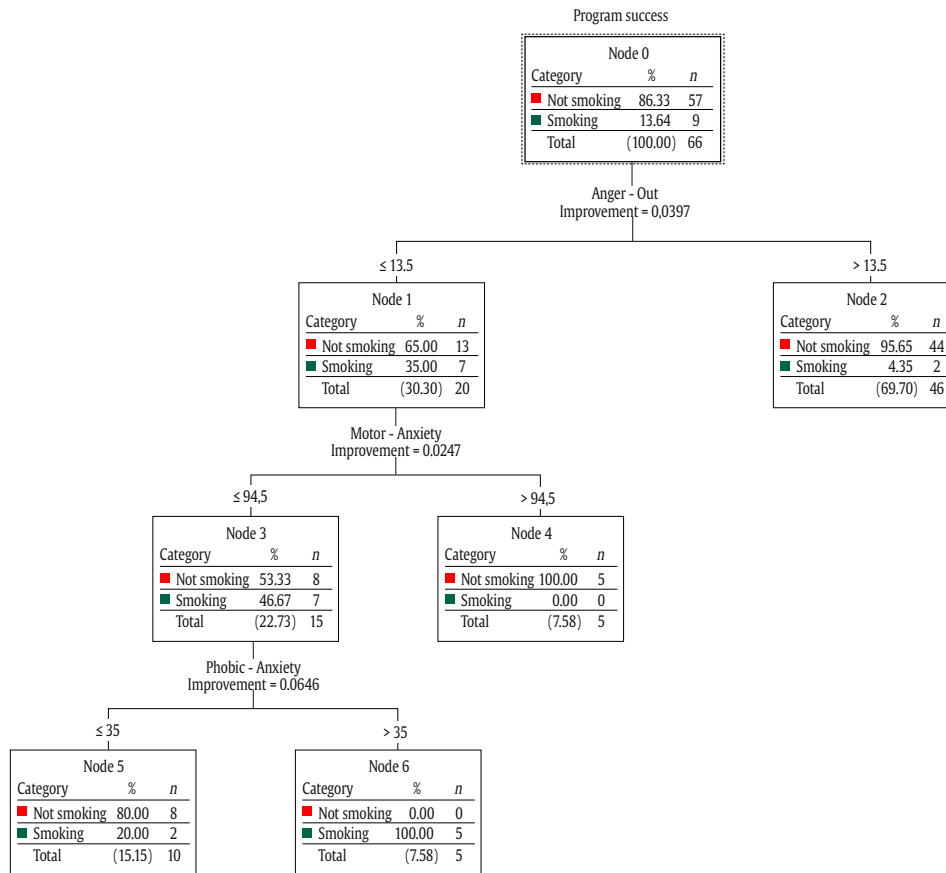 Program success
Node 0
Category % n
Not smoking 86.33 57
Smoking 13.64 9
Total (100.00) 66
Anger - Out
Improvement = 0,0397
≤ 13.5
> 13.5
Node 1
Category % n
Not smoking 65.00 13
Smoking 35.00 7
Total (30.30) 20
Node 2
Category % n
Not smoking 95.65 44
Smoking 4.35 2
Total (69.70) 46
Motor - Anxiety
Improvement = 0.0247
≤ 94,5
> 94,5
Node 3
Category % n
Not smoking 53.33 8
Smoking 46.67 7
Total (22.73) 15
Node 4
Category % n
Not smoking 100.00 5
Smoking 0.00 0
Total (7.58) 5
Phobic - Anxiety
Improvement = 0.0646
≤ 35
> 35
Node 5
Category % n
Not smoking 80.00 8
Smoking 20.00 2
Total (15.15) 10
Node 6
Category % n
Not smoking 0.00 0
Smoking 100.00 5
Total (7.58) 5